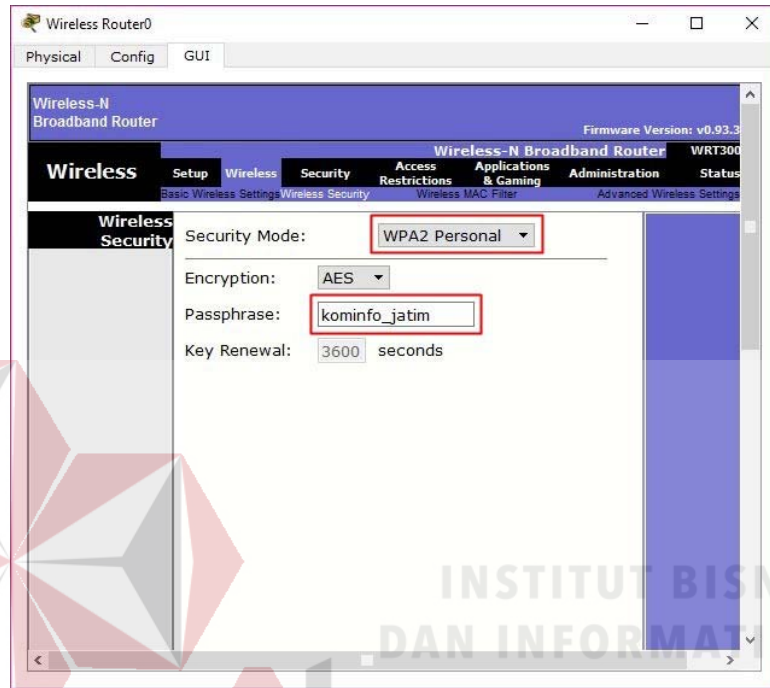 Wireless Router0
Physical Config GUI
Wireless-N
Broadband Router
Firmware Version: v0.93.3
Wireless-N Broadband Router WRT300
Wireless
Setup Wireless Security Access Restrictions Applications & Gaming Administration Status
Basic Wireless Settings Wireless Security Wireless MAC Filter Advanced Wireless Settings
Wireless
Security
Security Mode: WPA2 Personal
Encryption: AES
Passphrase: kominfo_jatim
Key Renewal: 3600 seconds
INSTITUT BISN
DAN INFORMATI